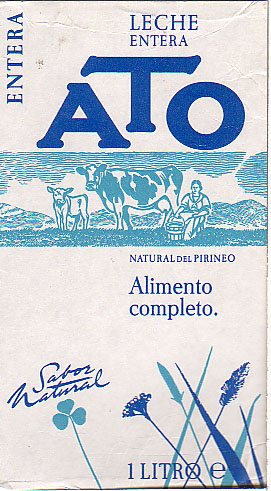 ENTERA
LECHE
ENTERA
ATO
NATURAL DEL PIRINEO
Alimento
completo.
Sabor
Natural
1 LITRO e